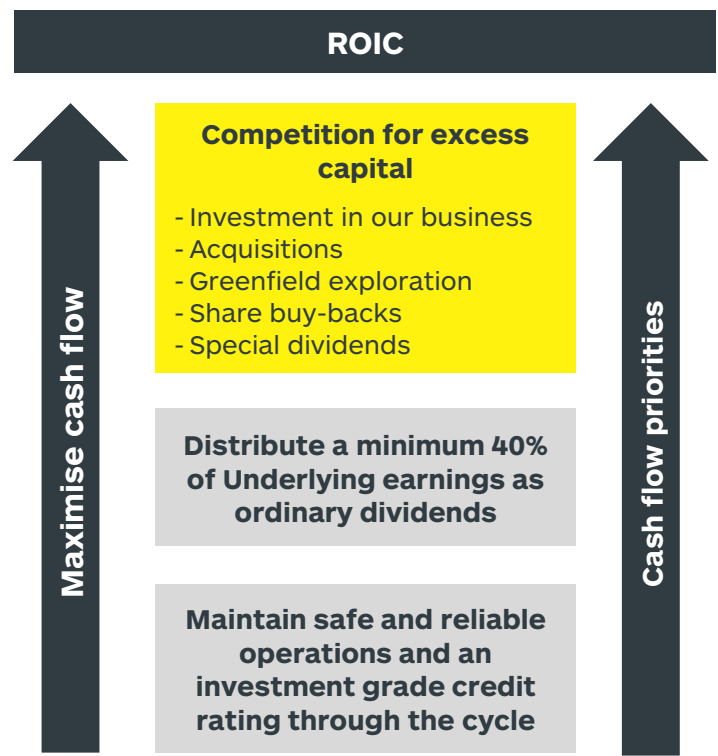 ROIC
Maximise cash flow
Competition for excess
capital
- Investment in our business
- Acquisitions
- Greenfield exploration
- Share buy-backs
- Special dividends
Distribute a minimum 40%
of Underlying earnings as
ordinary dividends
Maintain safe and reliable
operations and an
investment grade credit
rating through the cycle
Cash flow priorities